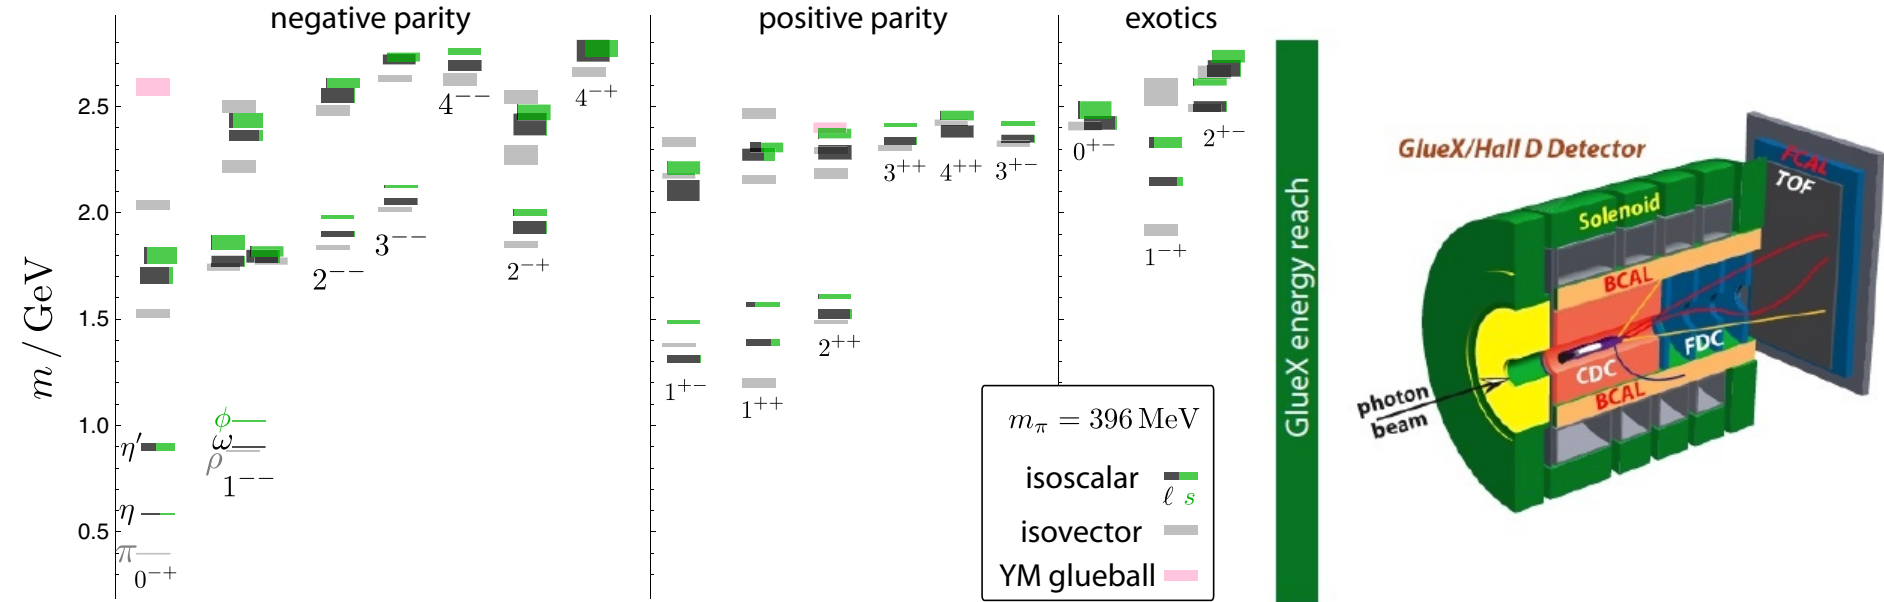 negative parity
positive parity
exotics
m / GeV
2.5
2.0
1.5
1.0
0.5
η′
η
π
0⁻⁺
ϕ
ω
ρ
1⁻⁻
2⁻⁻
3⁻⁻
4⁻⁻
2⁻⁺
4⁻⁺
1⁺⁻
1⁺⁺
2⁺⁺
3⁺⁺
4⁺⁺
3⁺⁻
0⁺⁻
1⁻⁺
2⁺⁻
m_π = 396 MeV
isoscalar
ℓ s
isovector
YM glueball
GlueX energy reach
GlueX/Hall D Detector
FCAL
TOF
Solenoid
BCAL
CDC
FDC
BCAL
photon
beam